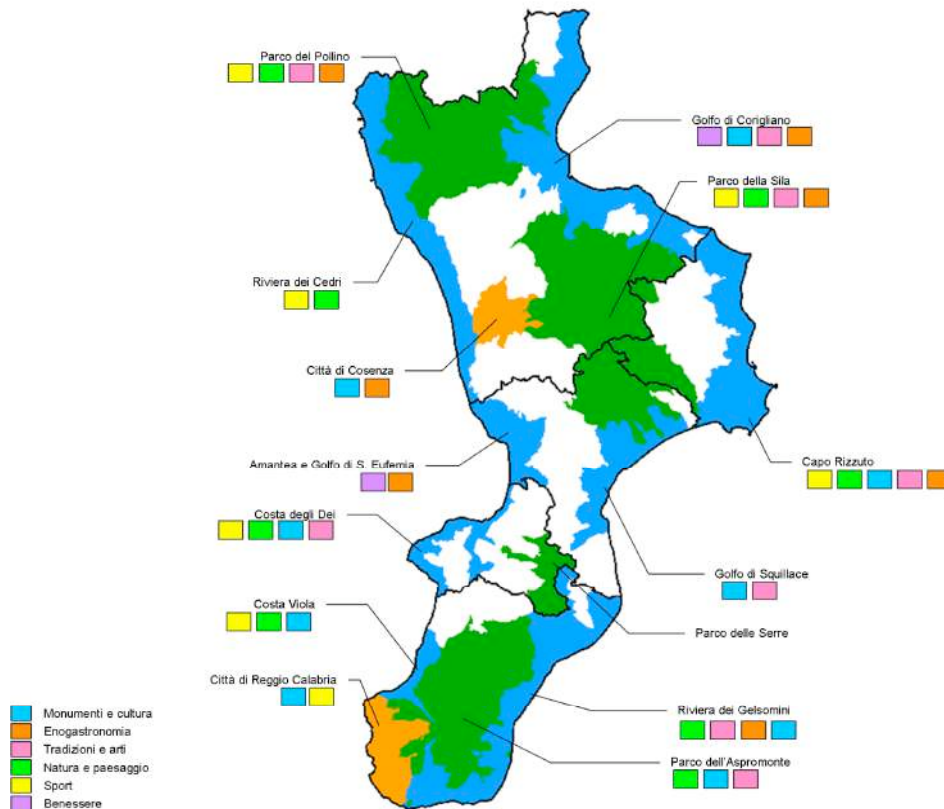 Parco del Pollino
Golfo di Corigliano
Parco della Sila
Riviera dei Cedri
Città di Cosenza
Amantea e Golfo di S. Eufemia
Capo Rizzuto
Costa degli Dei
Golfo di Squillace
Costa Viola
Parco delle Serre
Città di Reggio Calabria
Riviera dei Gelsomini
Parco dell'Aspromonte
Monumenti e cultura
Enogastronomia
Tradizioni e arti
Natura e paesaggio
Sport
Benessere